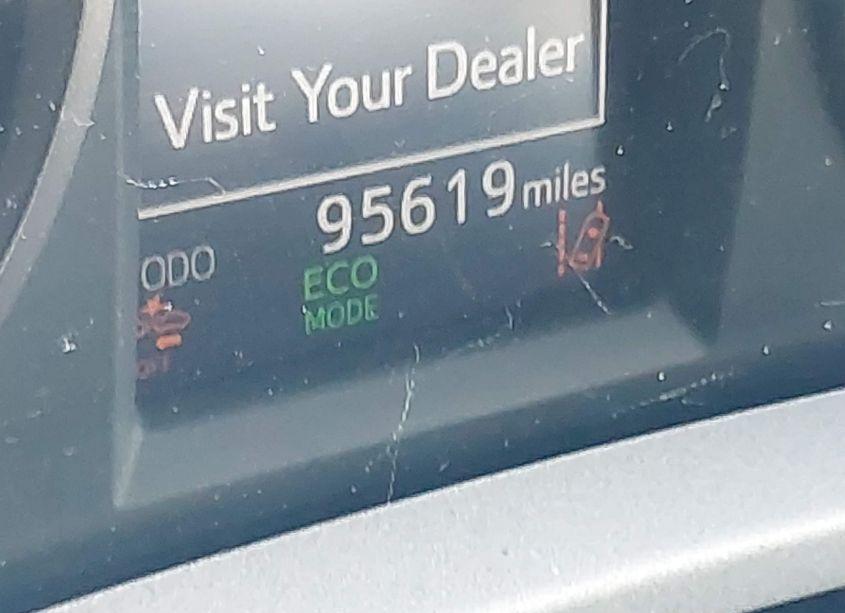 Visit Your Dealer
95619 miles
ODO
ECO
MODE